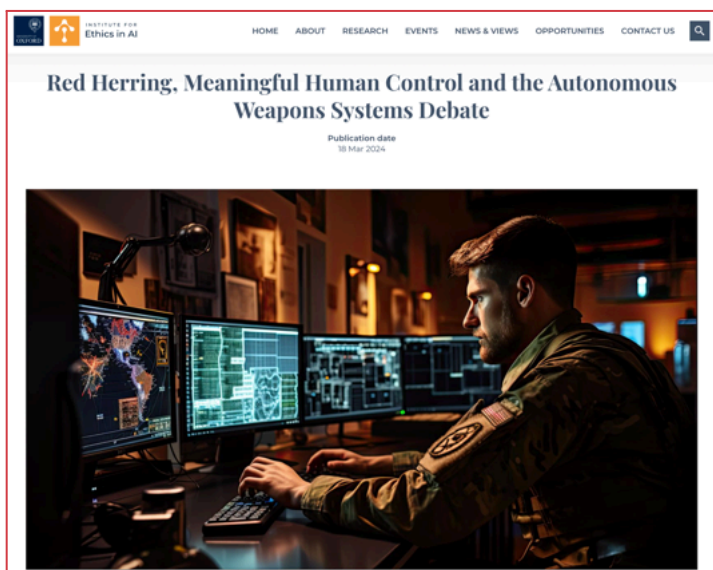 UNIVERSITY OF
OXFORD
INSTITUTE FOR
Ethics in AI
HOME ABOUT RESEARCH EVENTS NEWS & VIEWS OPPORTUNITIES CONTACT US
Red Herring, Meaningful Human Control and the Autonomous
Weapons Systems Debate
Publication date
18 Mar 2024